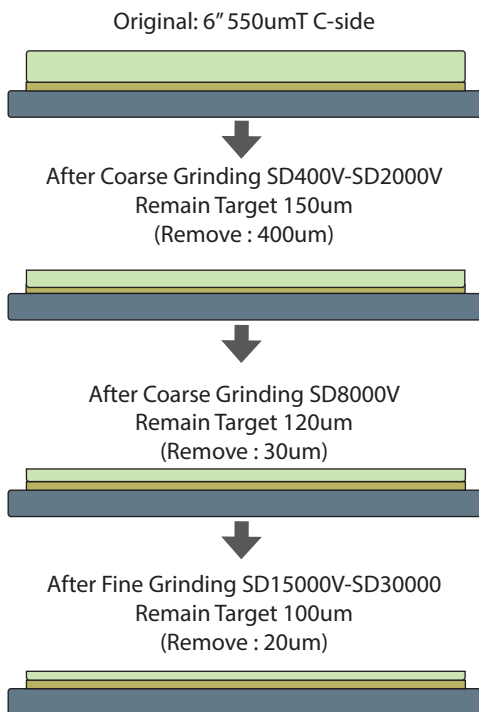 Original: 6” 550umT C-side
After Coarse Grinding SD400V-SD2000V
Remain Target 150um
(Remove : 400um)
After Coarse Grinding SD8000V
Remain Target 120um
(Remove : 30um)
After Fine Grinding SD15000V-SD30000
Remain Target 100um
(Remove : 20um)